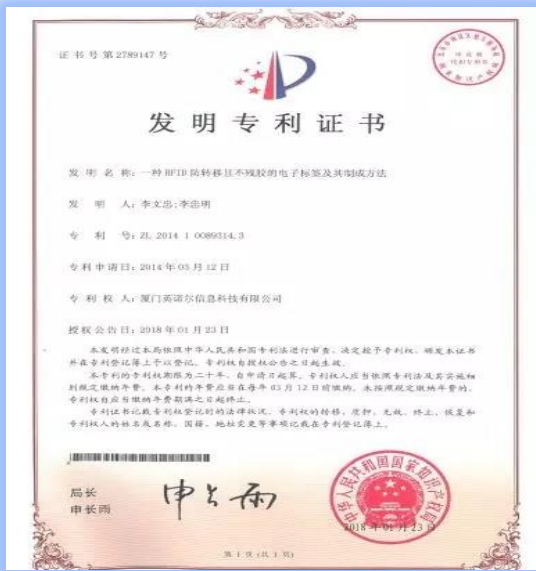 证书号第2789147号
发明专利证书
发明名称：一种RFID防转移且不残胶的电子标签及其制成方法
发明人：李文忠;李忠明
专利号：ZL 2014 1 0089314.3
专利申请日：2014年03月12日
专利权人：厦门英诺尔信息科技有限公司
授权公告日：2018年01月23日
本发明经过本局依照中华人民共和国专利法进行审查，决定授予专利权，颁发本证书
并在专利登记簿上予以登记。专利权自授权公告之日起生效。
本专利的专利权期限为二十年，自申请日起算。专利权人应当依照专利法及其实施细
则规定缴纳年费。本专利的年费应当在每年03月12日前缴纳。未按照规定缴纳年费的，
专利权自应当缴纳年费期满之日起终止。
专利证书记载专利权登记时的法律状况。专利权的转移、质押、无效、终止、恢复和
专利权人的姓名或名称、国籍、地址变更等事项记载在专利登记簿上。
局长
申长雨
申长雨
中华人民共和国国家知识产权局
2018年01月23日
第1页(共1页)